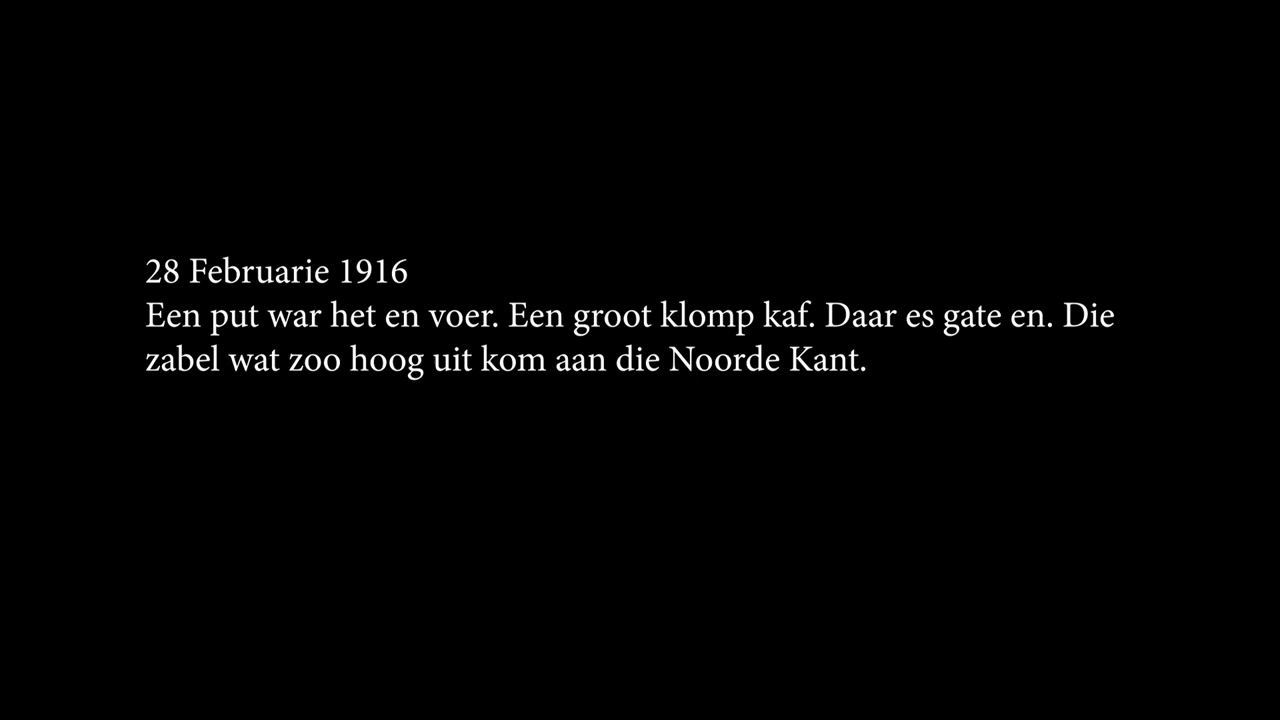 28 Februarie 1916
Een put war het en voer. Een groot klomp kaf. Daar es gate en. Die
zabel wat zoo hoog uit kom aan die Noorde Kant.